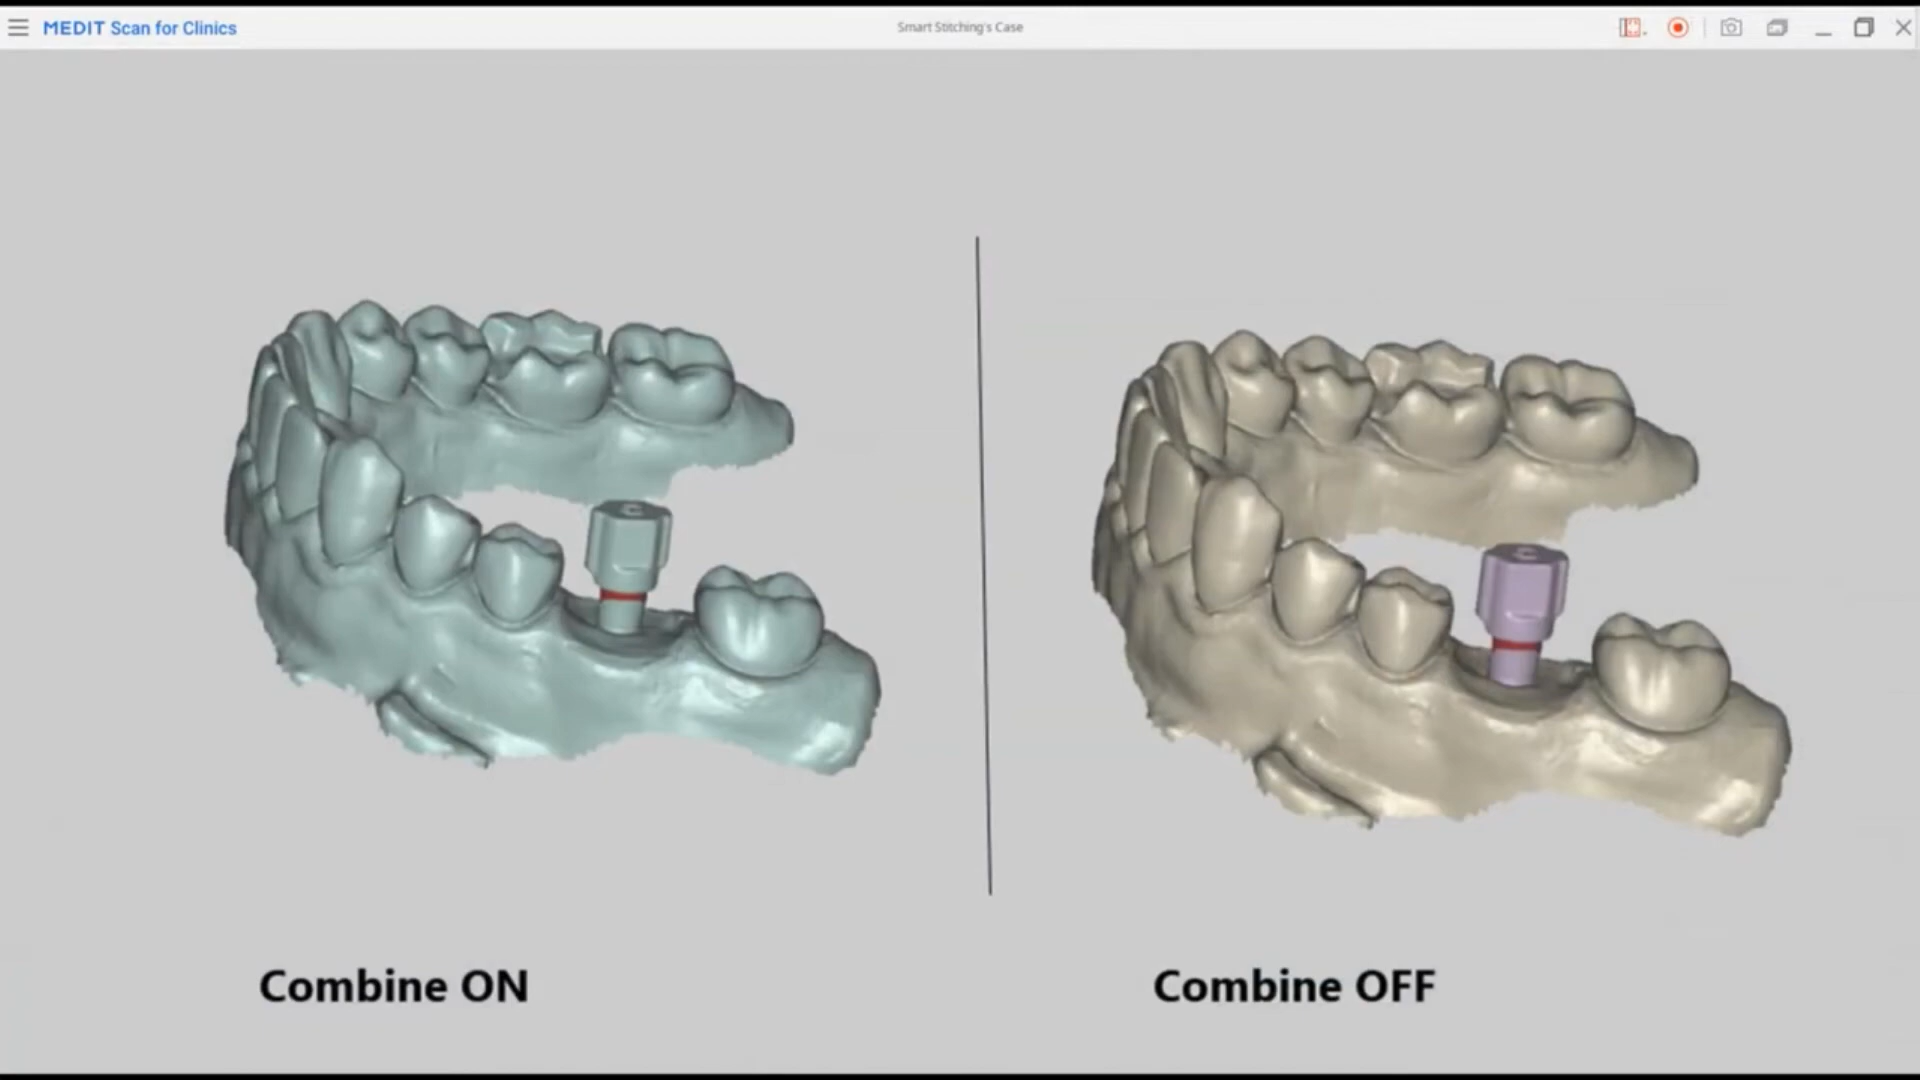 MEDIT Scan for Clinics
Smart Stitching's Case
Combine ON
Combine OFF